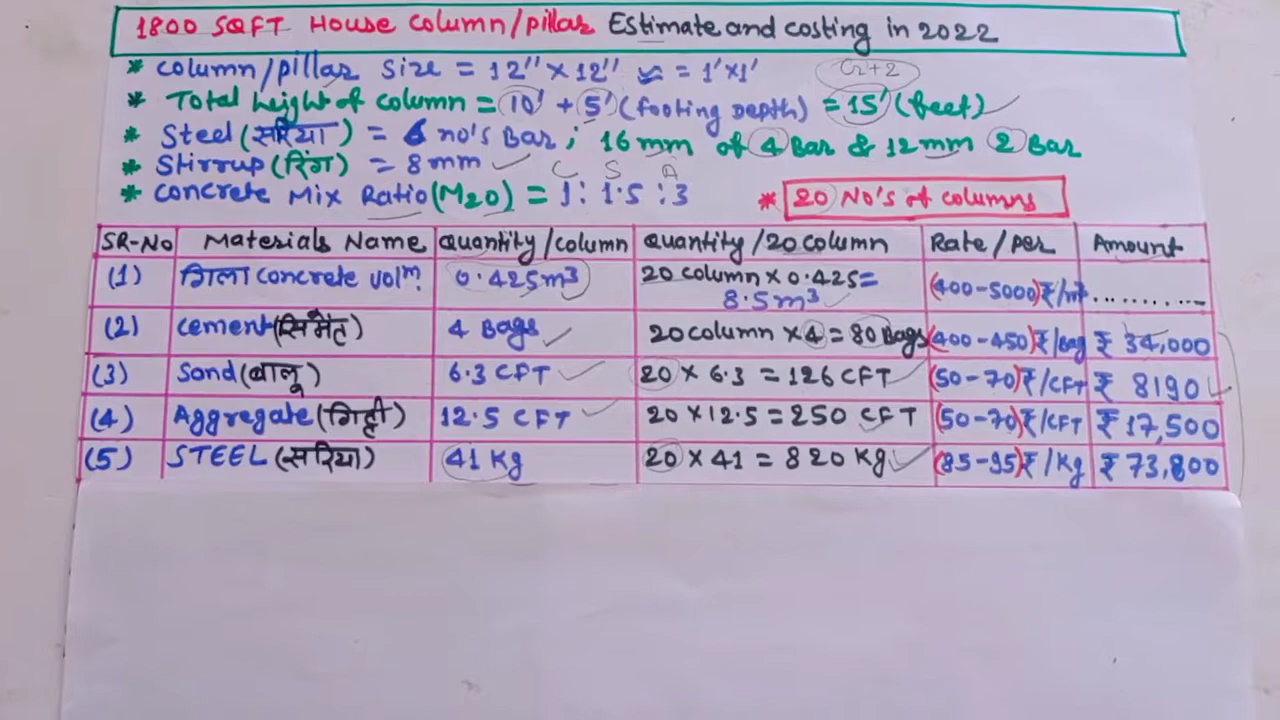 1800 SQFT House column/pillar Estimate and costing in 2022
* column/pillar size = 12"×12" = 1'×1' G+2
* Total height of column = 10' + 5' (footing Depth) = 15' (feet)
* Steel (सरिया) = 6 no's Bar ; 16 mm of 4 Bar & 12 mm 2 Bar
* Stirrup (रिंग) = 8 mm
C S A
* concrete Mix Ratio (M20) = 1 : 1.5 : 3 * 20 No's of columns
SR-No Materials Name Quantity/column Quantity/20 column Rate/per Amount
(1) गिला concrete volm. 0.425m³ 20 column × 0.425 = (400-5000)₹/m³ ..........
8.5m³
(2) cement (सिमेंट) 4 Bags 20 column × 4 = 80 Bags (400-450)₹/Bag ₹ 34,000
(3) Sand (बालू) 6.3 CFT 20 × 6.3 = 126 CFT (50-70)₹/CFT ₹ 8190
(4) Aggregate (गिट्टी) 12.5 CFT 20 × 12.5 = 250 CFT (50-70)₹/CFT ₹ 17,500
(5) STEEL (सरिया) 41 Kg 20 × 41 = 820 Kg (85-95)₹/Kg ₹ 73,800